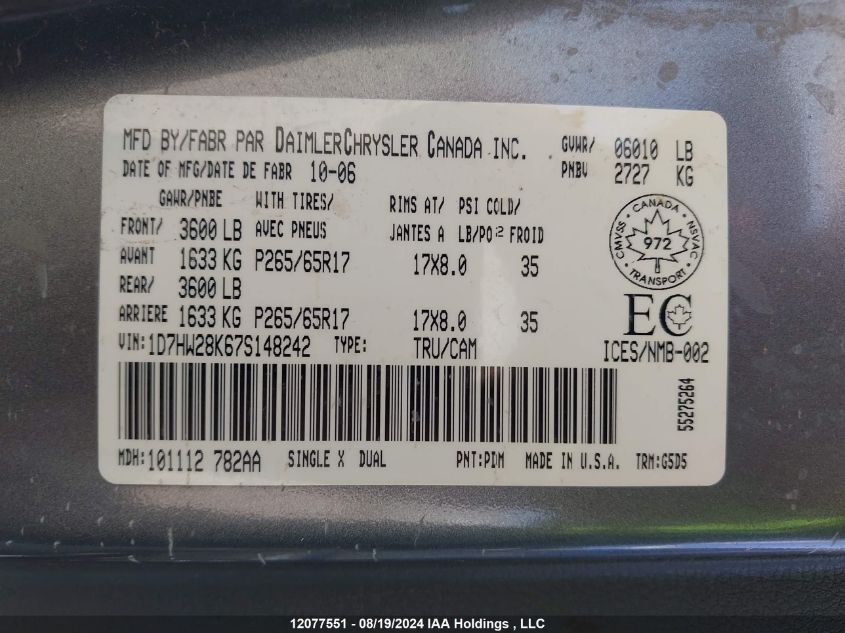 MFD BY/FABR PAR DAIMLERCHRYSLER CANADA INC. GVWR/ 06010 LB
DATE OF MFG/DATE DE FABR 10-06 PNBV 2727 KG
GAWR/PNBE WITH TIRES/ RIMS AT/ PSI COLD/
FRONT/ 3600 LB AVEC PNEUS JANTES A LB/PO² FROID
AVANT 1633 KG P265/65R17 17X8.0 35
REAR/ 3600 LB
ARRIERE 1633 KG P265/65R17 17X8.0 35
CANADA
CMVSS 972 NSVAC
TRANSPORT
EC
VIN:1D7HW28K67S148242 TYPE: TRU/CAM ICES/NMB-002
55275264
MDH:101112 782AA SINGLE X DUAL PNT:PDM MADE IN U.S.A. TRM:G5D5
12077551 - 08/19/2024 IAA Holdings , LLC